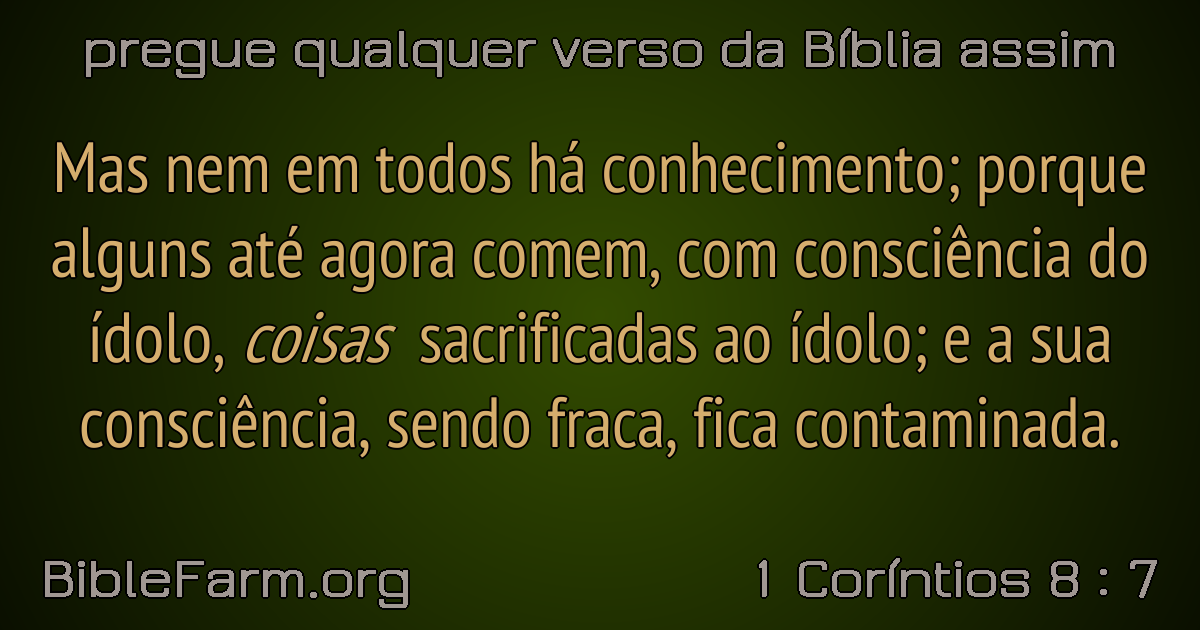 pregue qualquer verso da Bíblia assim
Mas nem em todos há conhecimento; porque
alguns até agora comem, com consciência do
ídolo, coisas sacrificadas ao ídolo; e a sua
consciência, sendo fraca, fica contaminada.
BibleFarm.org
1 Coríntios 8 : 7